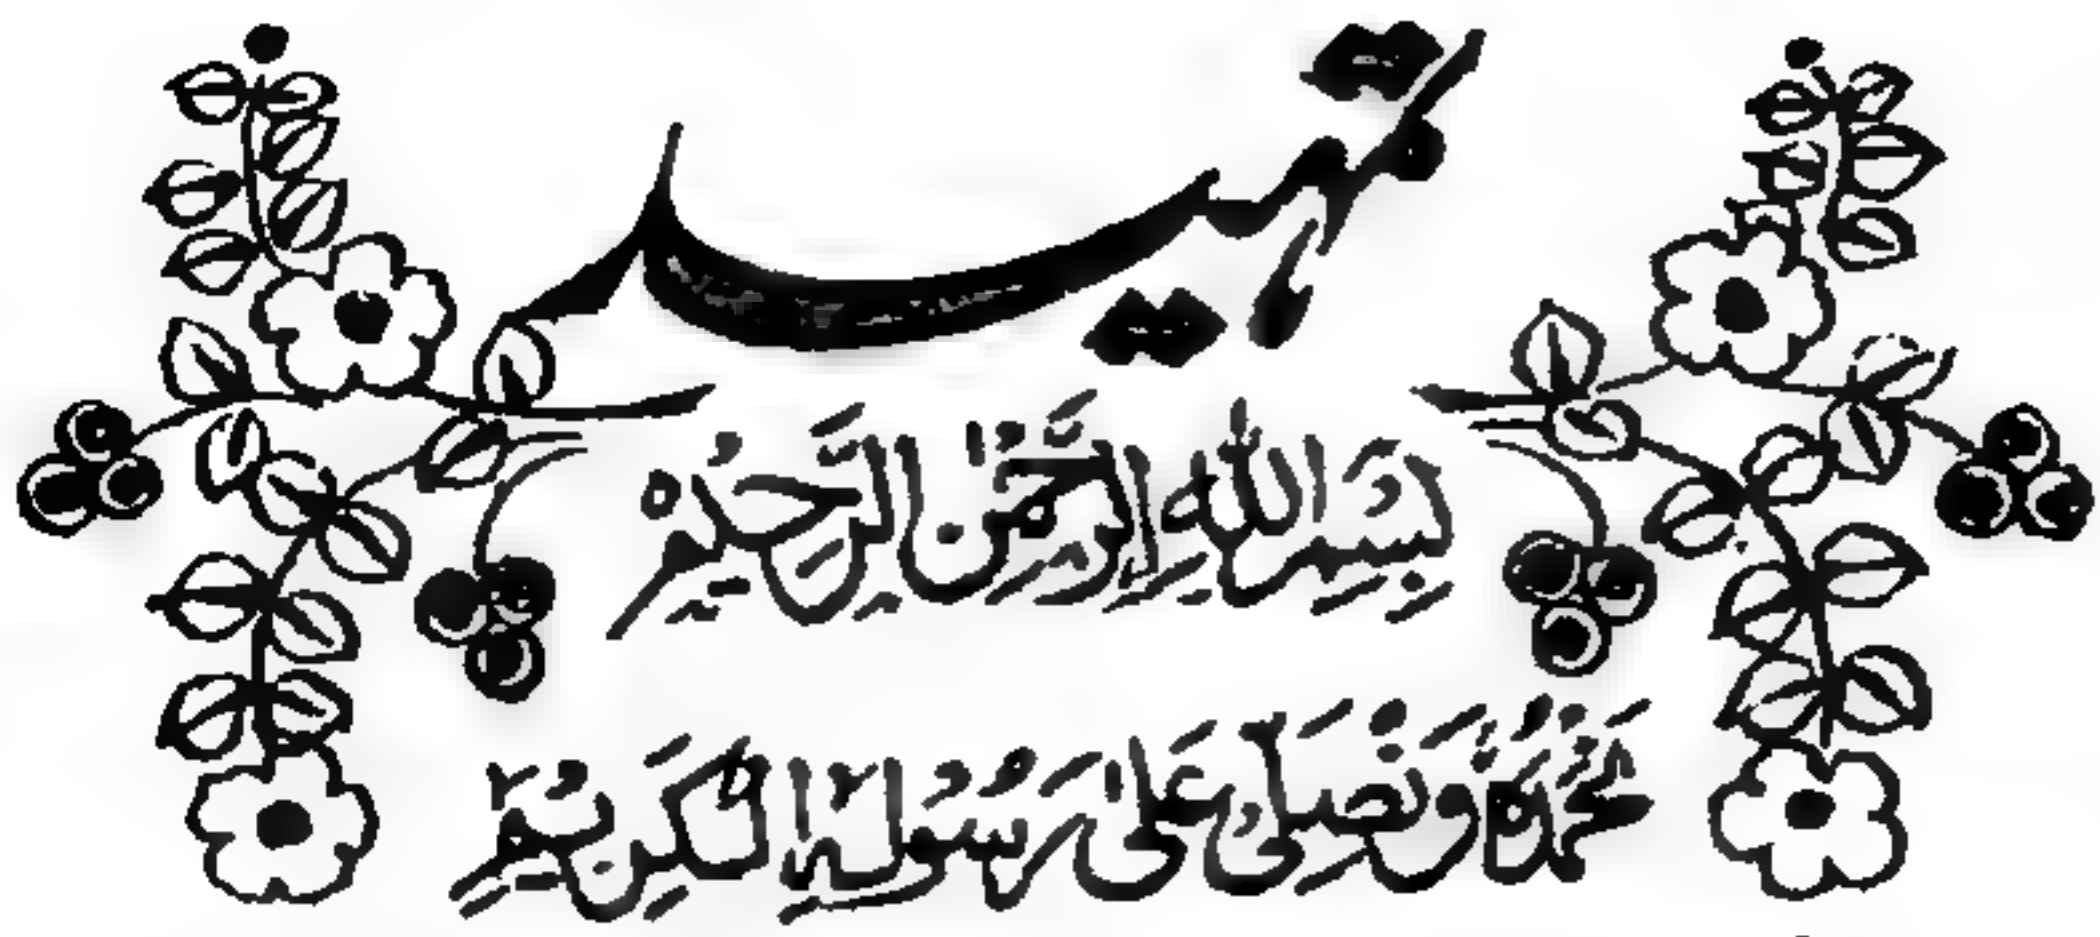 تمہید
بِسْمِ اللّٰهِ الرَّحْمٰنِ الرَّحِيْمِ
نَحْمَدُهٗ وَنُصَلِّیْ عَلٰی رَسُوْلِهِ الْكَرِیْمِ